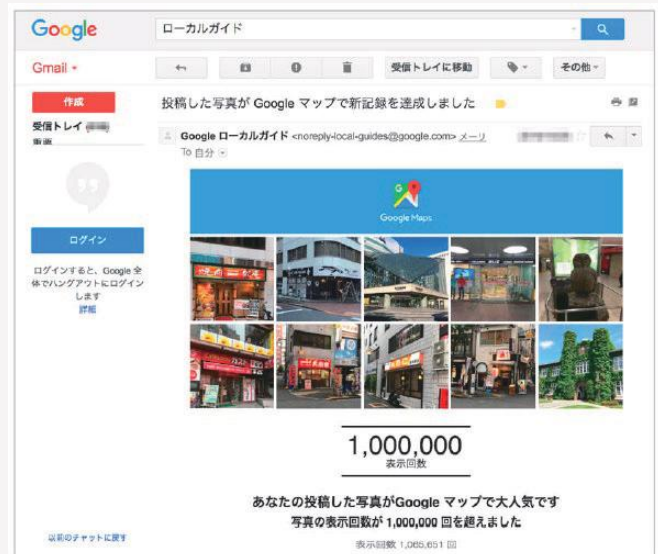 Google
ローカルガイド
Gmail
受信トレイに移動
その他
作成
投稿した写真が Google マップで新記録を達成しました
受信トレイ
重要
Google ローカルガイド <noreply-local-guides@google.com> メーリ
To 自分
Google Maps
ログイン
ログインすると、Google 全
体でハングアウトにログイン
します
詳細
1,000,000
表示回数
あなたの投稿した写真がGoogle マップで大人気です
写真の表示回数が 1,000,000 回を超えました
以前のチャットに戻す
表示回数 1,065,651 回